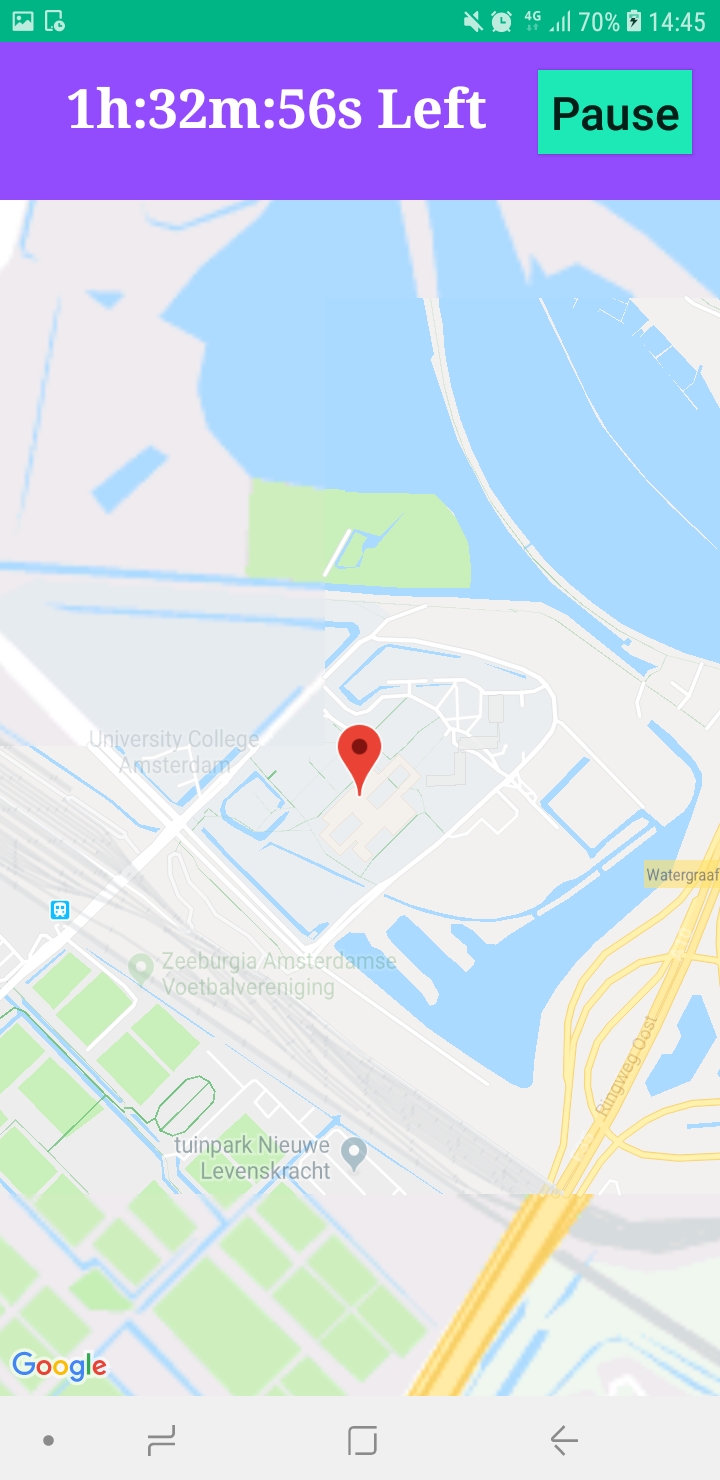 4G 70% 14:45
1h:32m:56s Left
Pause
University College
Amsterdam
Watergraaf
A10
Zeeburgia Amsterdamse
Voetbalvereniging
Ringweg Oost
tuinpark Nieuwe
Levenskracht
Google